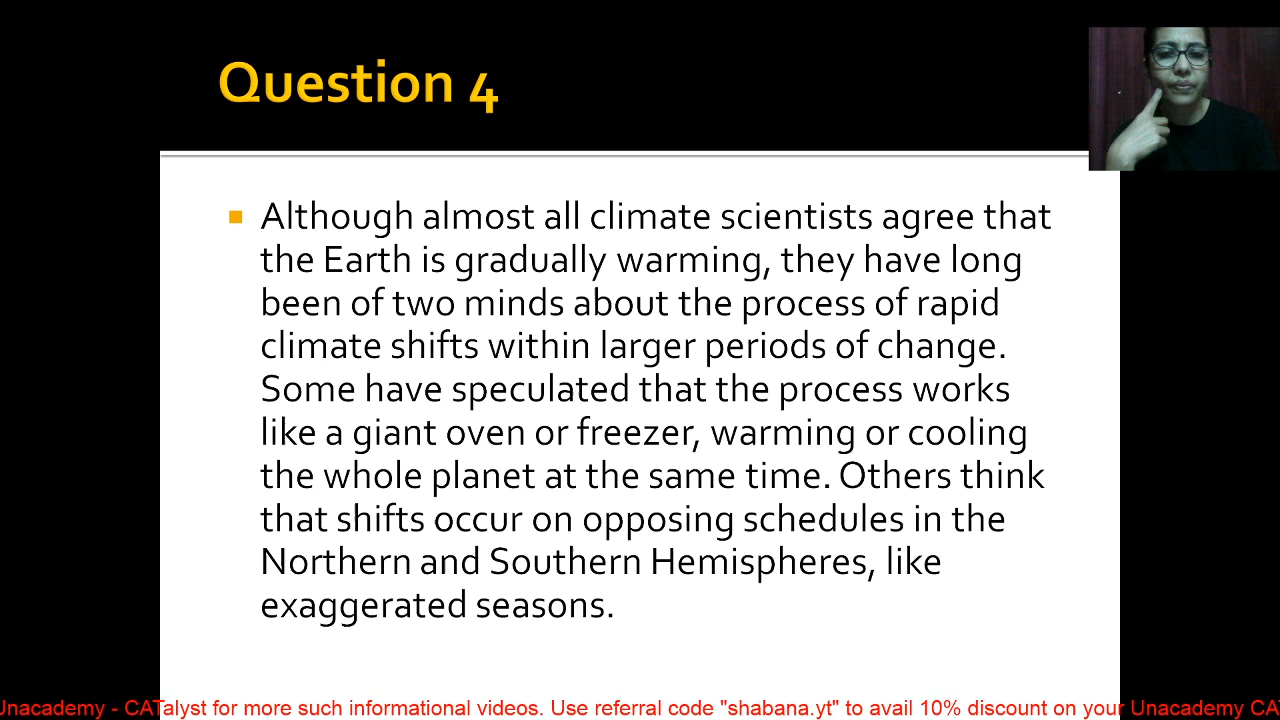 Question 4
Although almost all climate scientists agree that
the Earth is gradually warming, they have long
been of two minds about the process of rapid
climate shifts within larger periods of change.
Some have speculated that the process works
like a giant oven or freezer, warming or cooling
the whole planet at the same time. Others think
that shifts occur on opposing schedules in the
Northern and Southern Hemispheres, like
exaggerated seasons.
Unacademy - CATalyst for more such informational videos. Use referral code "shabana.yt" to avail 10% discount on your Unacademy CA